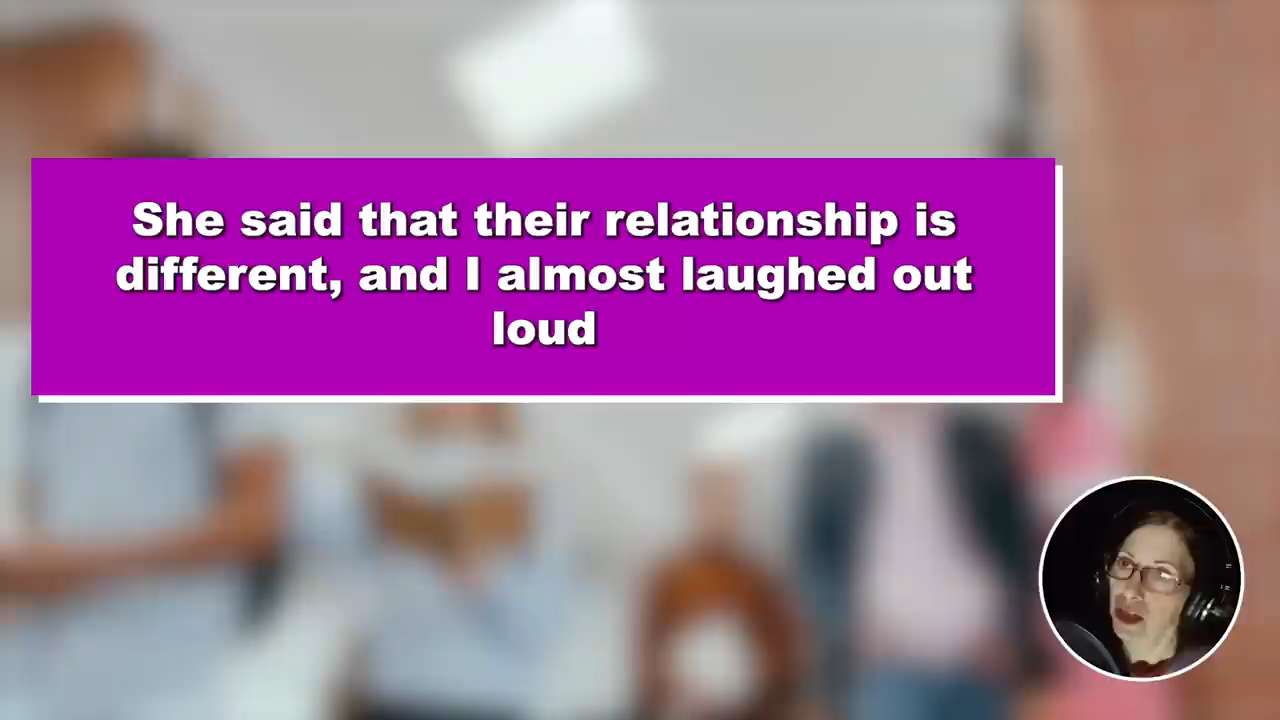 She said that their relationship is
different, and I almost laughed out
loud